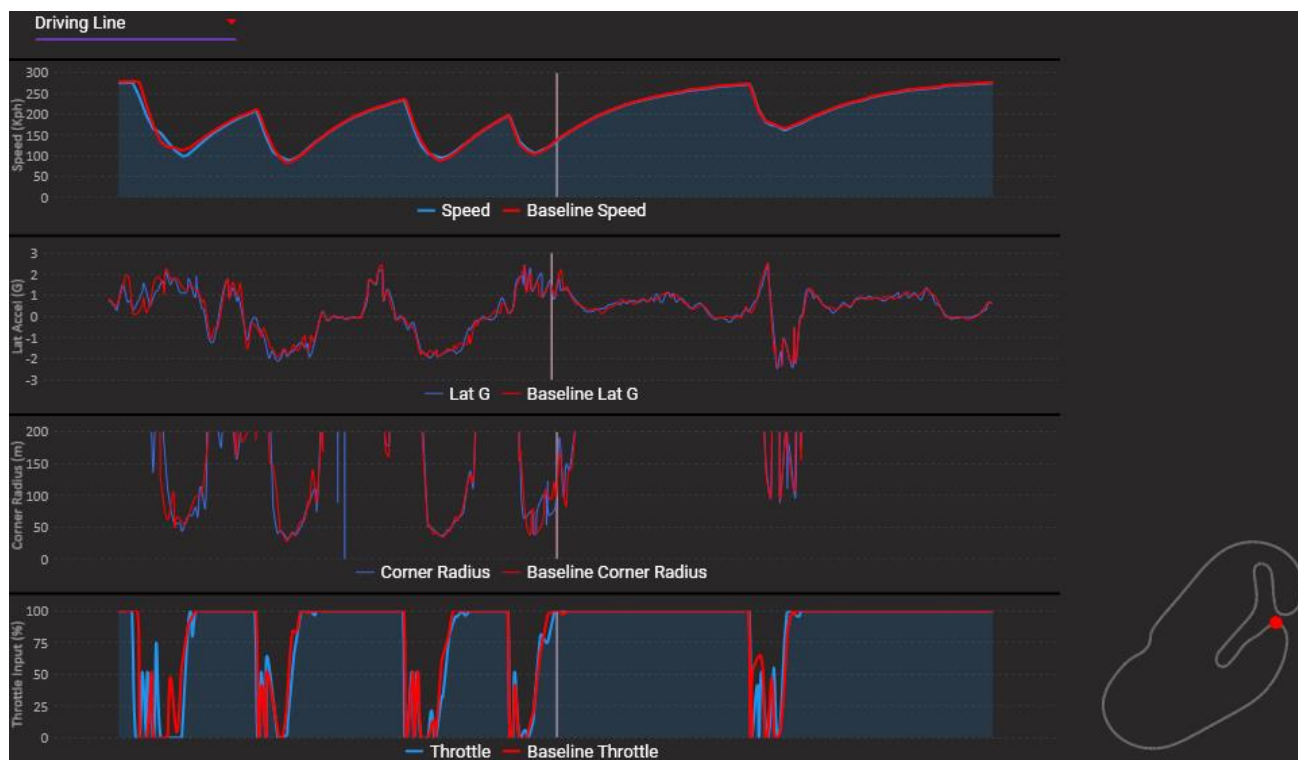 Driving Line
Speed (Kph)
300
250
200
150
100
50
0
Speed Baseline Speed
Lat Accel (G)
3
2
1
0
-1
-2
-3
Lat G Baseline Lat G
Corner Radius (m)
200
150
100
50
0
Corner Radius Baseline Corner Radius
Throttle Input (%)
100
75
50
25
0
Throttle Baseline Throttle